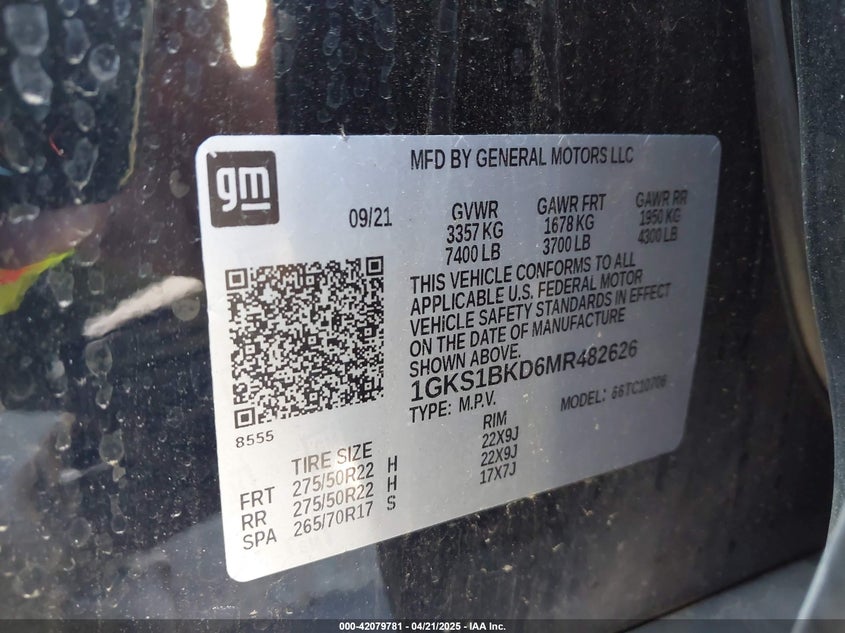 gm
MFD BY GENERAL MOTORS LLC
09/21
GVWR
3357 KG
7400 LB
GAWR FRT
1678 KG
3700 LB
GAWR RR
1950 KG
4300 LB
THIS VEHICLE CONFORMS TO ALL
APPLICABLE U.S. FEDERAL MOTOR
VEHICLE SAFETY STANDARDS IN EFFECT
ON THE DATE OF MANUFACTURE
SHOWN ABOVE.
1GKS1BKD6MR482626
TYPE: M.P.V. MODEL: 66TC10706
8555
TIRE SIZE RIM
FRT 275/50R22 H 22X9J
RR 275/50R22 H 22X9J
SPA 265/70R17 S 17X7J
000-42079781 - 04/21/2025 - IAA Inc.